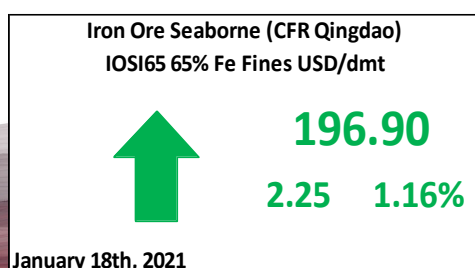 Iron Ore Seaborne (CFR Qingdao)
IOSI65 65% Fe Fines USD/dmt
196.90
2.25 1.16%
January 18th, 2021